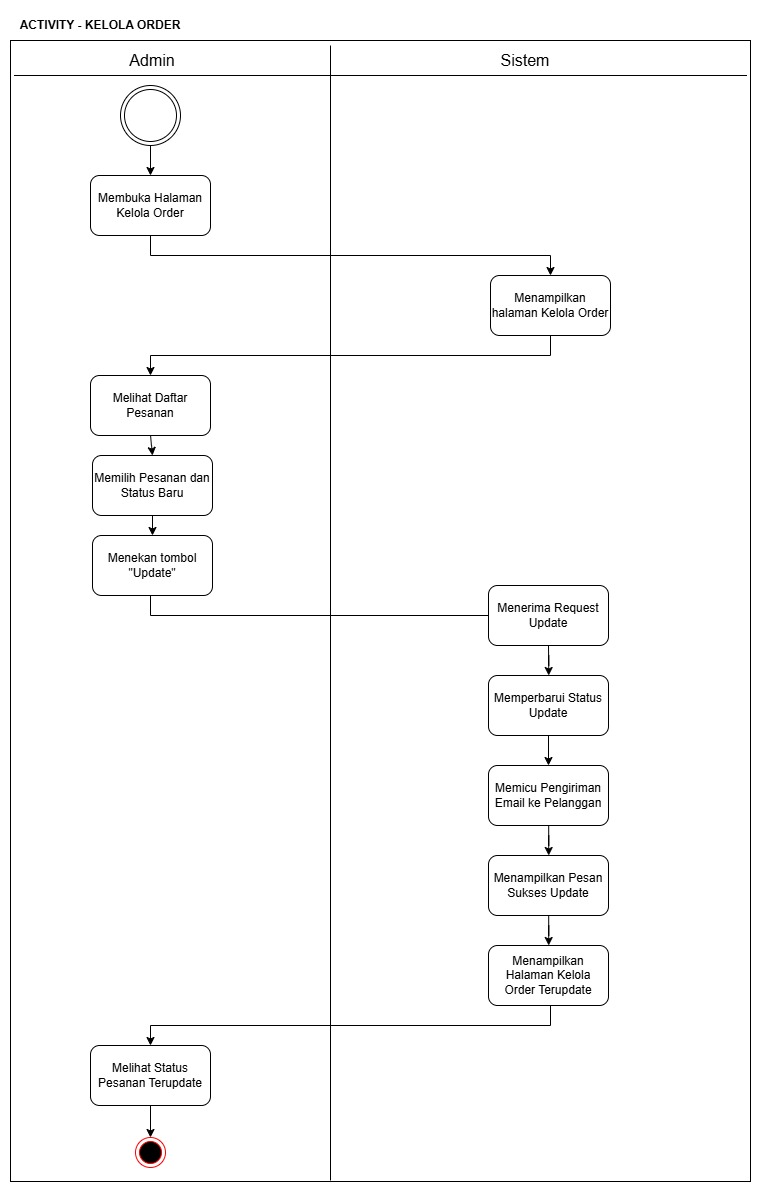 ACTIVITY - KELOLA ORDER
Admin
Sistem
Membuka Halaman
Kelola Order
Menampilkan
halaman Kelola Order
Melihat Daftar
Pesanan
Memilih Pesanan dan
Status Baru
Menekan tombol
"Update"
Menerima Request
Update
Memperbarui Status
Update
Memicu Pengiriman
Email ke Pelanggan
Menampilkan Pesan
Sukses Update
Menampilkan
Halaman Kelola
Order Terupdate
Melihat Status
Pesanan Terupdate